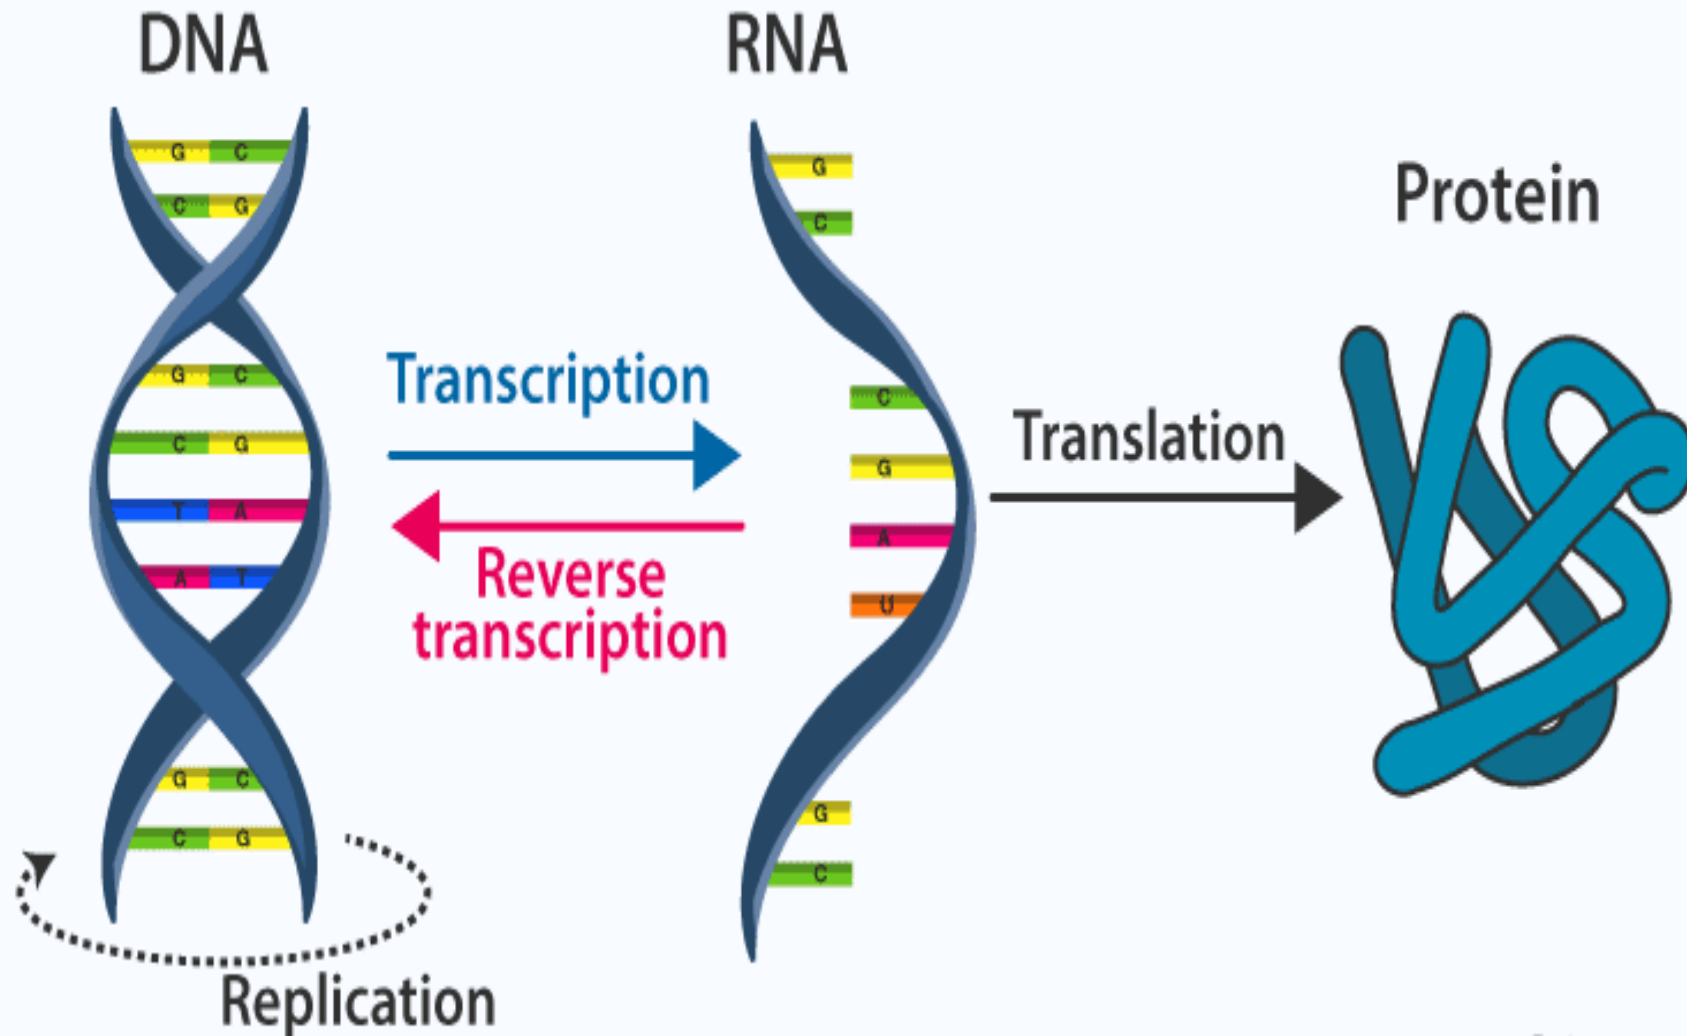 DNA
RNA
Protein
G C
C G
G C
C G
T A
A T
G C
C G
Transcription
Reverse
transcription
Replication
G
C
C
G
A
U
G
C
Translation